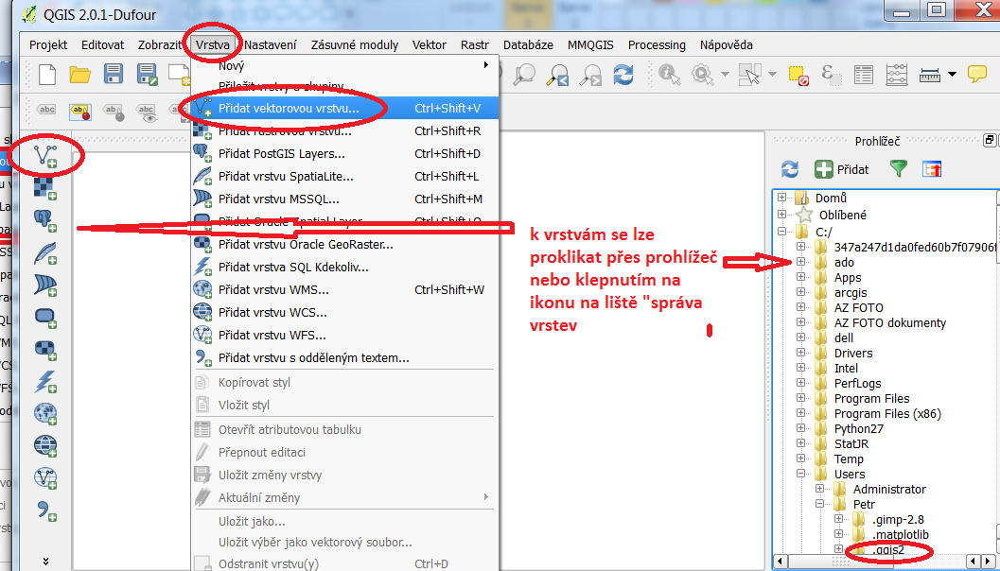 QGIS 2.0.1-Dufour
Projekt Editovat Zobrazit Vrstva Nastavení Zásuvné moduly Vektor Rastr Databáze MMQGIS Processing Nápověda
Nový
Přiložit vrstvy a skupiny...
Přidat vektorovou vrstvu... Ctrl+Shift+V
Přidat rastrovou vrstvu... Ctrl+Shift+R
Přidat PostGIS Layers... Ctrl+Shift+D
Přidat vrstvu SpatiaLite... Ctrl+Shift+L
Přidat vrstvu MSSQL... Ctrl+Shift+M
Přidat Oracle Spatial Layer... Ctrl+Shift+O
Přidat vrstvu Oracle GeoRaster...
Přidat vrstva SQL Kdekoliv...
Přidat vrstvu WMS... Ctrl+Shift+W
Přidat vrstvu WCS...
Přidat vrstvu WFS...
Přidat vrstvu s odděleným textem...
Kopírovat styl
Vložit styl
Otevřít atributovou tabulku
Přepnout editaci
Uložit změny vrstvy
Aktuální změny
Uložit jako...
Uložit výběr jako vektorový soubor...
Odstranit vrstvu(y) Ctrl+D
abc
ab
ab
abc
k vrstvám se lze
proklikat přes prohlížeč
nebo klepnutím na
ikonu na liště "správa
vrstev
Prohlížeč
Přidat
Domů
Oblíbené
C:/
347a247d1da0fed60b7f07906f
ado
Apps
arcgis
AZ FOTO
AZ FOTO dokumenty
dell
Drivers
Intel
PerfLogs
Program Files
Program Files (x86)
Python27
StatJR
Temp
Users
Administrator
Petr
.gimp-2.8
.matplotlib
.qgis2